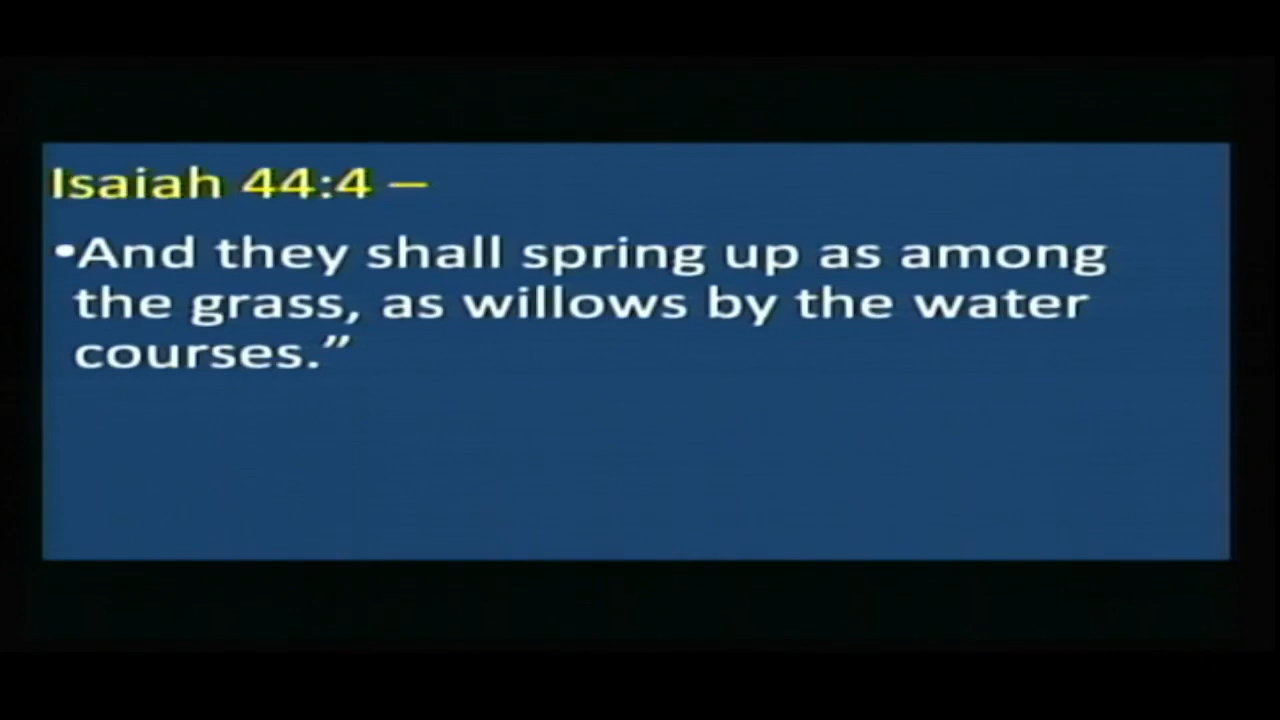 Isaiah 44:4 –
•And they shall spring up as among
the grass, as willows by the water
courses.”